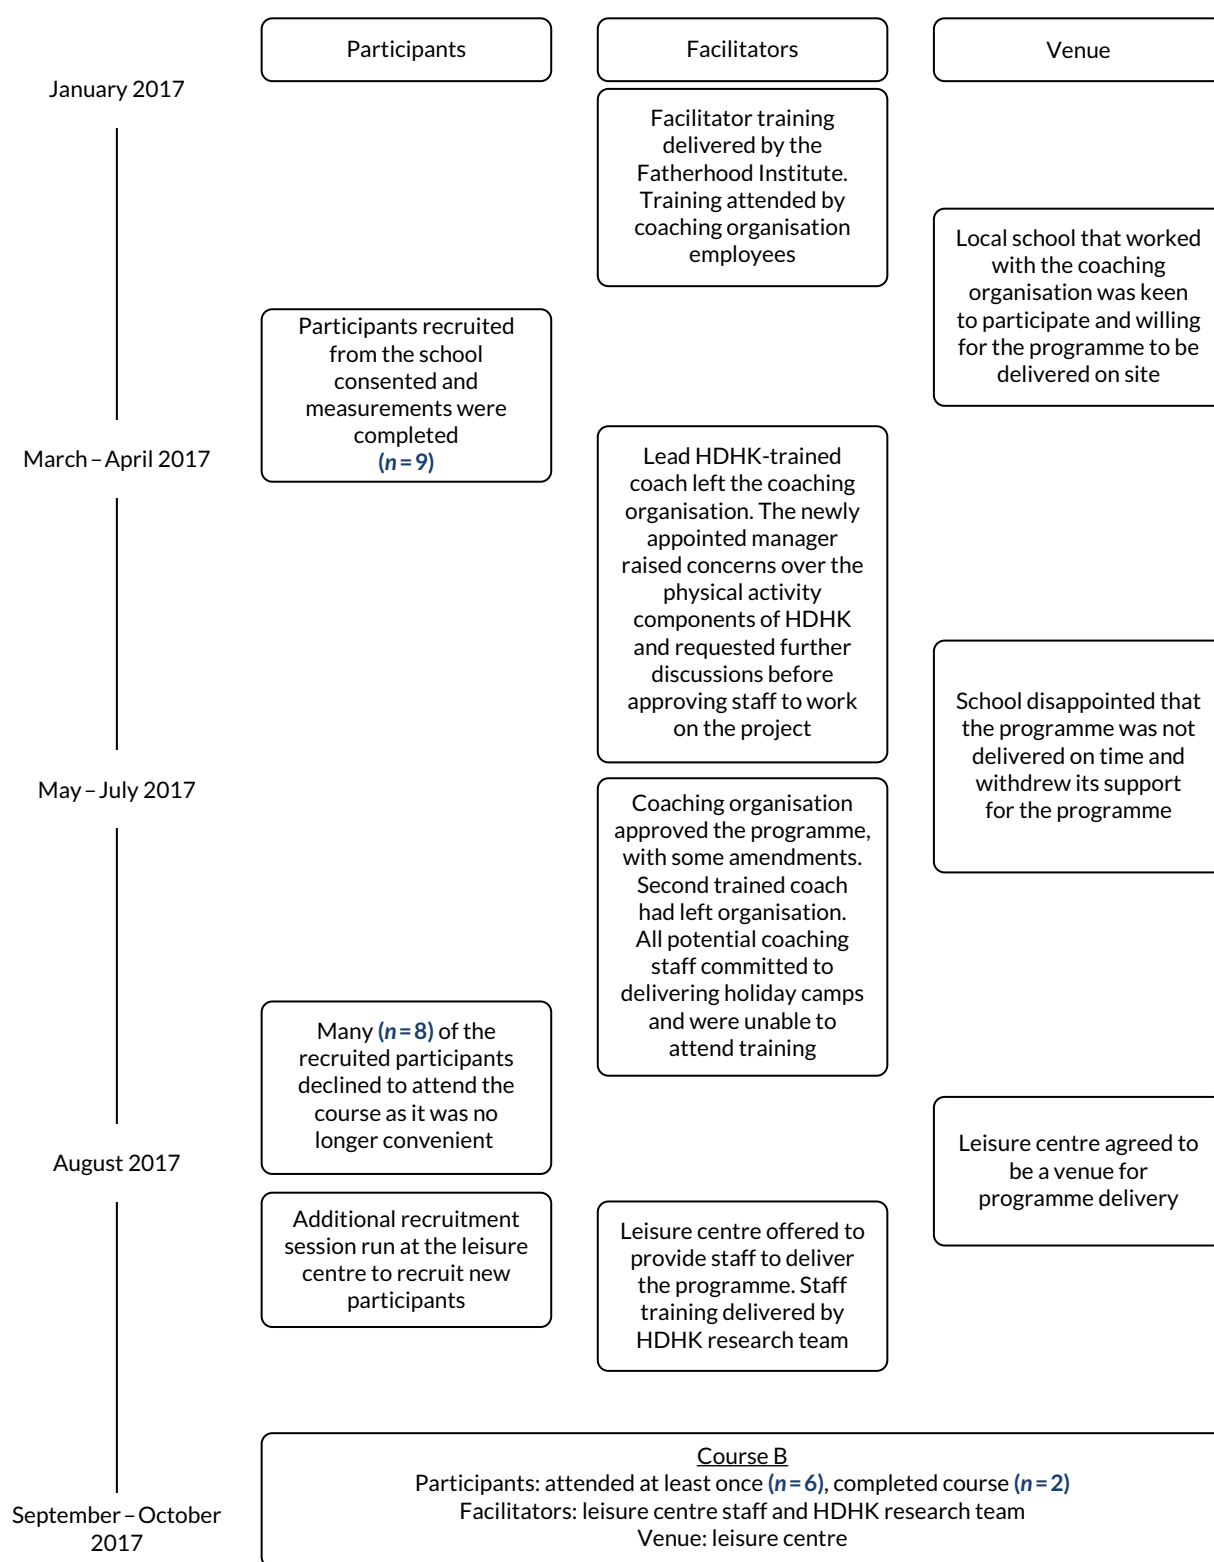 Participants
Facilitators
Venue
January 2017
Facilitator training
delivered by the
Fatherhood Institute.
Training attended by
coaching organisation
employees
Local school that worked
with the coaching
organisation was keen
to participate and willing
for the programme to be
delivered on site
Participants recruited
from the school
consented and
measurements were
completed
(n=9)
March–April 2017
Lead HDHK-trained
coach left the coaching
organisation. The newly
appointed manager
raised concerns over the
physical activity
components of HDHK
and requested further
discussions before
approving staff to work
on the project
School disappointed that
the programme was not
delivered on time and
withdrew its support
for the programme
May–July 2017
Coaching organisation
approved the programme,
with some amendments.
Second trained coach
had left organisation.
All potential coaching
staff committed to
delivering holiday camps
and were unable to
attend training
Many (n=8) of the
recruited participants
declined to attend the
course as it was no
longer convenient
Leisure centre agreed to
be a venue for
programme delivery
August 2017
Additional recruitment
session run at the leisure
centre to recruit new
participants
Leisure centre offered to
provide staff to deliver
the programme. Staff
training delivered by
HDHK research team
Course B
Participants: attended at least once (n=6), completed course (n=2)
Facilitators: leisure centre staff and HDHK research team
Venue: leisure centre
September–October
2017